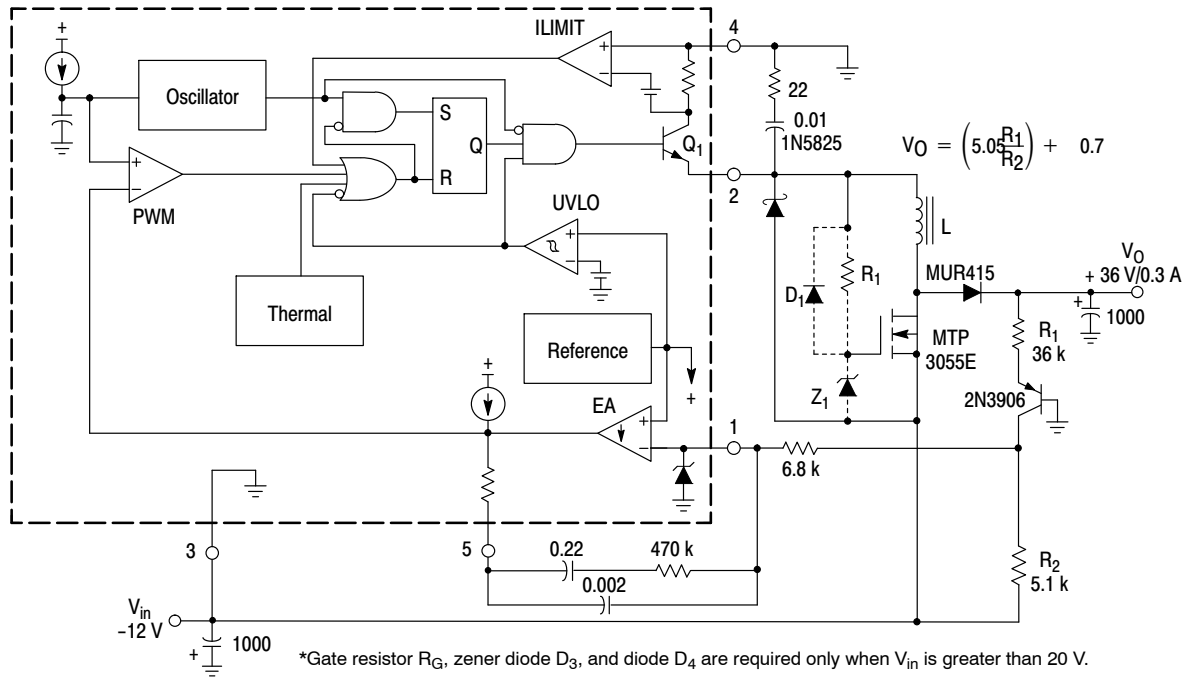 +
ILIMIT
4
+
−
Oscillator
22
0.01
1N5825
S
Q
R
Q1
VO = (5.05 R1/R2) + 0.7
+
−
PWM
2
UVLO
+
−
L
Thermal
D1
R1
MUR415
VO
+ 36 V/0.3 A
+
1000
Reference
MTP
3055E
R1
36 k
+
+
Z1
2N3906
EA
+
−
1
6.8 k
3
5
0.22
470 k
0.002
R2
5.1 k
Vin
−12 V
+
1000
*Gate resistor RG, zener diode D3, and diode D4 are required only when Vin is greater than 20 V.